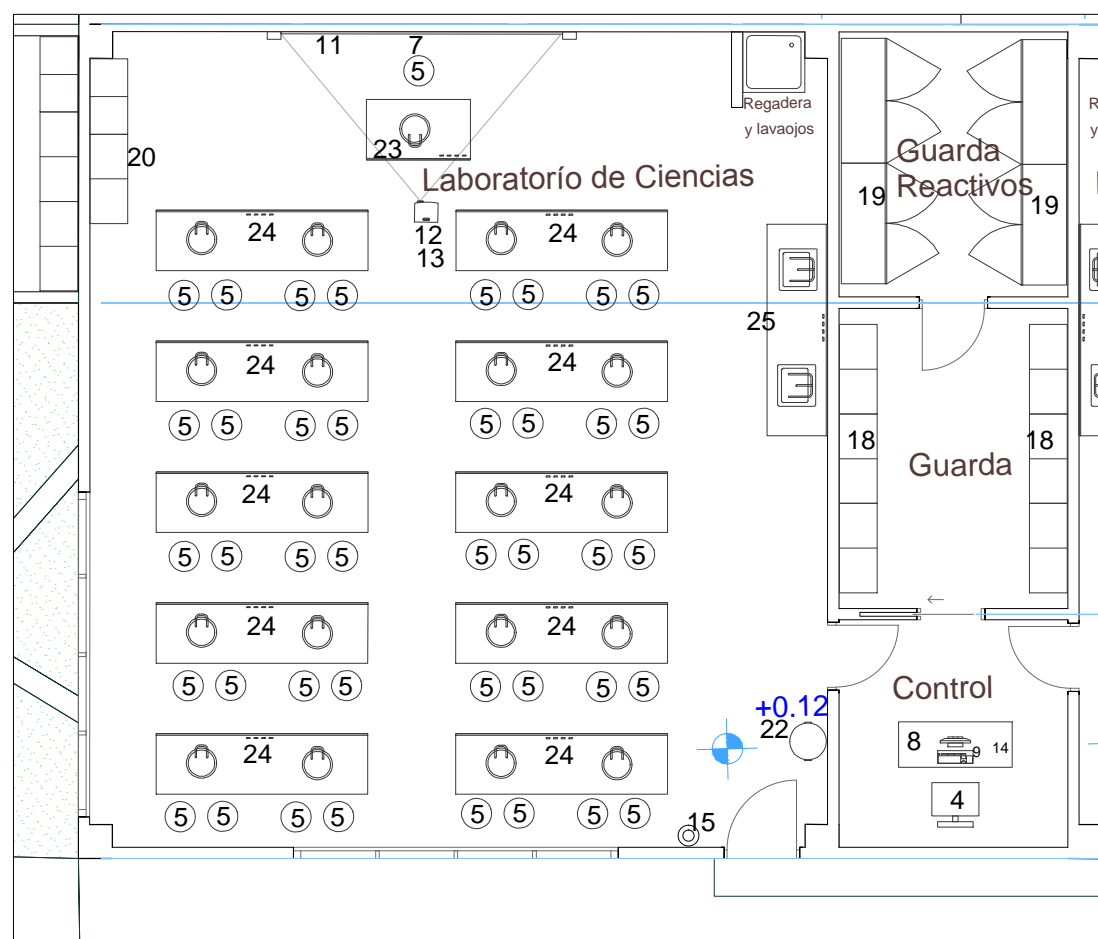 11 7
5
Regadera
y lavaojos
R
y
23
20
Laboratorío de Ciencias
Guarda
Reactivos
19 19
24 24
12
13
5 5 5 5 5 5 5 5
25
24 24
5 5 5 5 5 5 5 5
18 18
Guarda
24 24
5 5 5 5 5 5 5 5
24 24
5 5 5 5 5 5 5 5
Control
+0.12
22
8 9 14
24 24
4
5 5 5 5 5 5 5 5
15